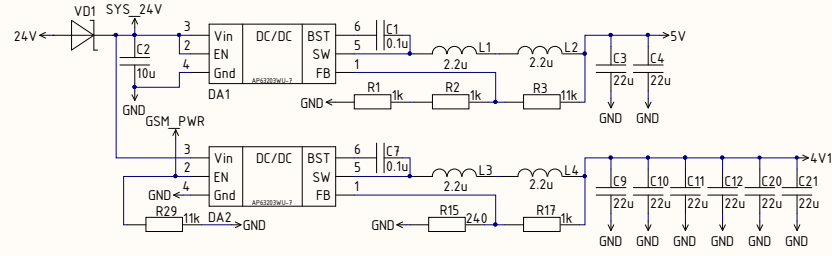 VD1 SYS_24V
24V
3 Vin DC/DC BST 6 C1 0.1u
2 EN SW 5 L1 2.2u L2 2.2u 5V
4 Gnd FB 1
AP63203WU-7
DA1
C2 10u
GND
GND R1 1k R2 1k R3 11k
C3 22u C4 22u
GND GND
GSM_PWR
3 Vin DC/DC BST 6 C7 0.1u
2 EN SW 5 L3 2.2u L4 2.2u 4V1
GND 4 Gnd FB 1
AP63203WU-7
R29 11k DA2 GND
GND R15 240 R17 1k
C9 22u C10 22u C11 22u C12 22u C20 22u C21 22u
GND GND GND GND GND GND